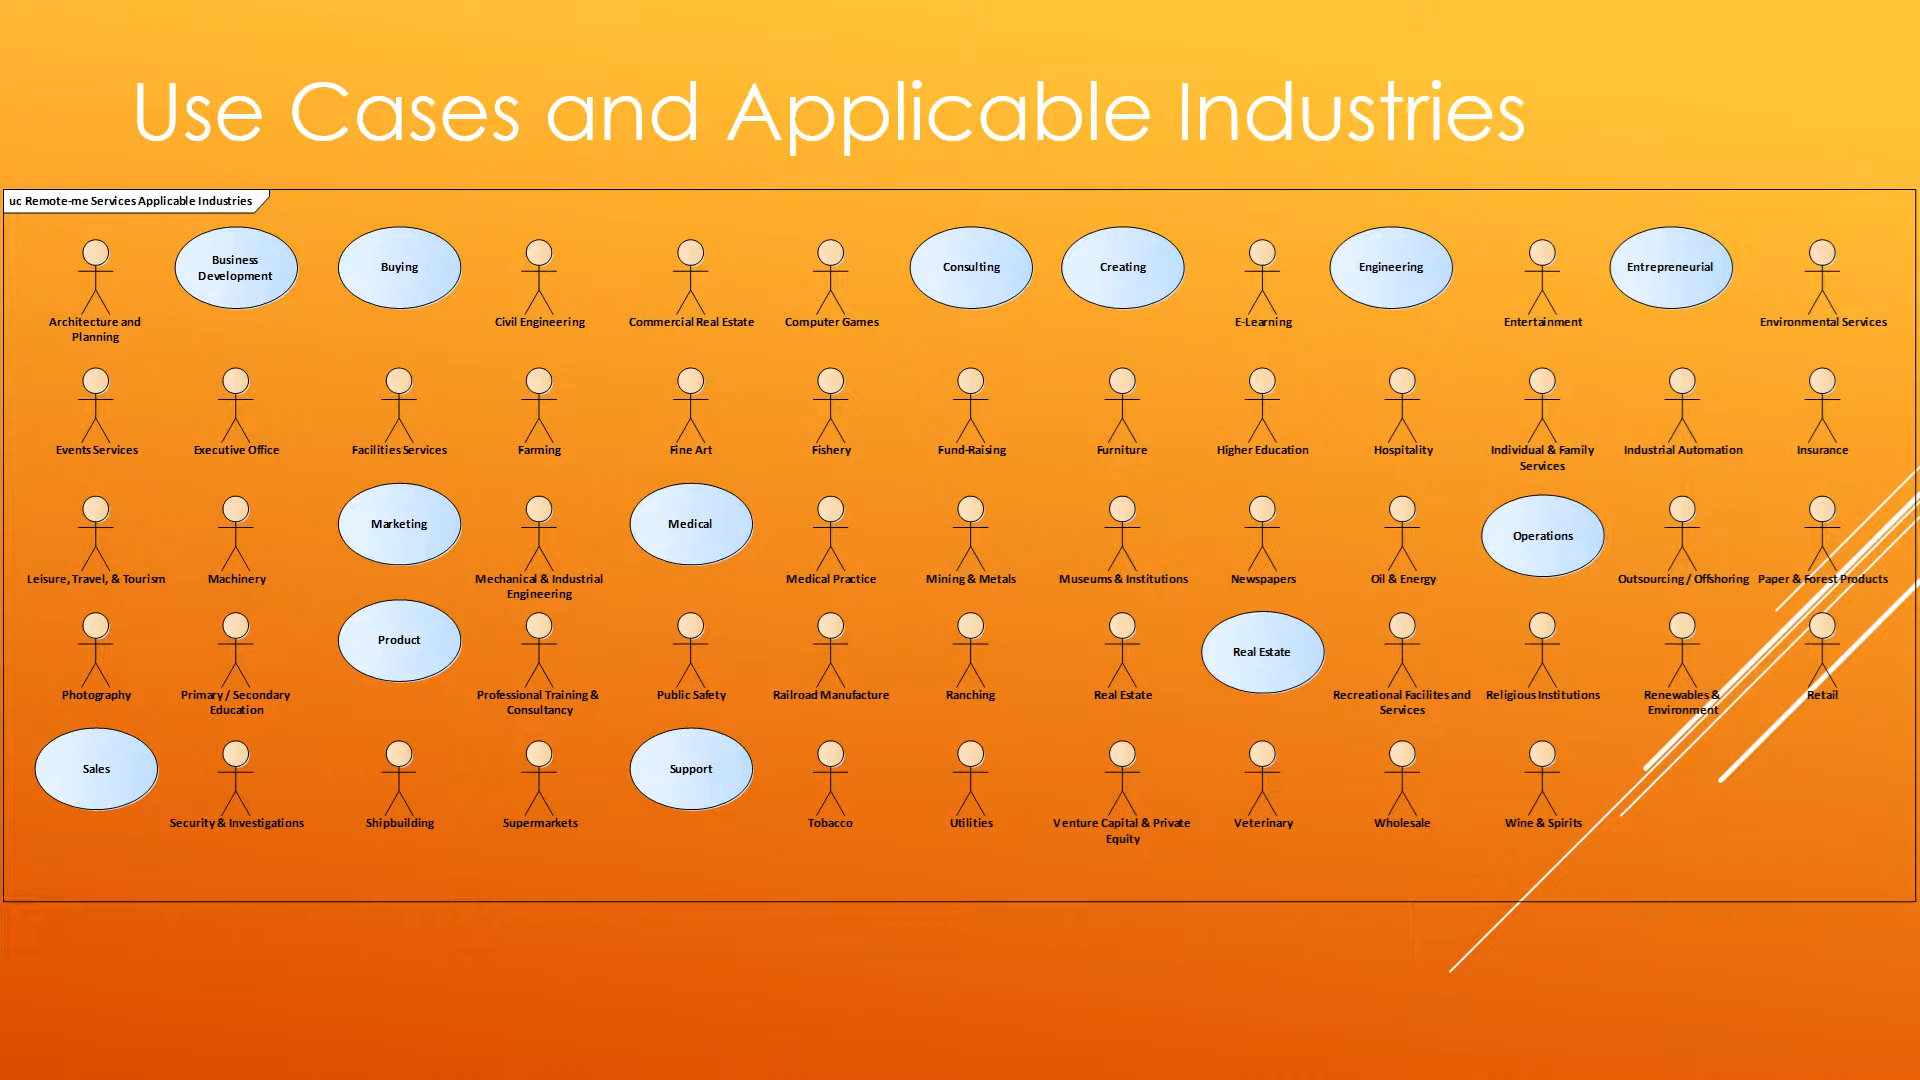 Use Cases and Applicable Industries
uc Remote-me Services Applicable Industries
Business
Development
Buying
Consulting
Creating
Engineering
Entrepreneurial
Architecture and
Planning
Civil Engineering
Commercial Real Estate
Computer Games
E-Learning
Entertainment
Environmental Services
Events Services
Executive Office
Facilities Services
Farming
Fine Art
Fishery
Fund-Raising
Furniture
Higher Education
Hospitality
Individual & Family
Services
Industrial Automation
Insurance
Marketing
Medical
Operations
Leisure, Travel, & Tourism
Machinery
Mechanical & Industrial
Engineering
Medical Practice
Mining & Metals
Museums & Institutions
Newspapers
Oil & Energy
Outsourcing / Offshoring
Paper & Forest Products
Product
Real Estate
Photography
Primary / Secondary
Education
Professional Training &
Consultancy
Public Safety
Railroad Manufacture
Ranching
Real Estate
Recreational Facilites and
Services
Religious Institutions
Renewables &
Environment
Retail
Sales
Support
Security & Investigations
Shipbuilding
Supermarkets
Tobacco
Utilities
Venture Capital & Private
Equity
Veterinary
Wholesale
Wine & Spirits